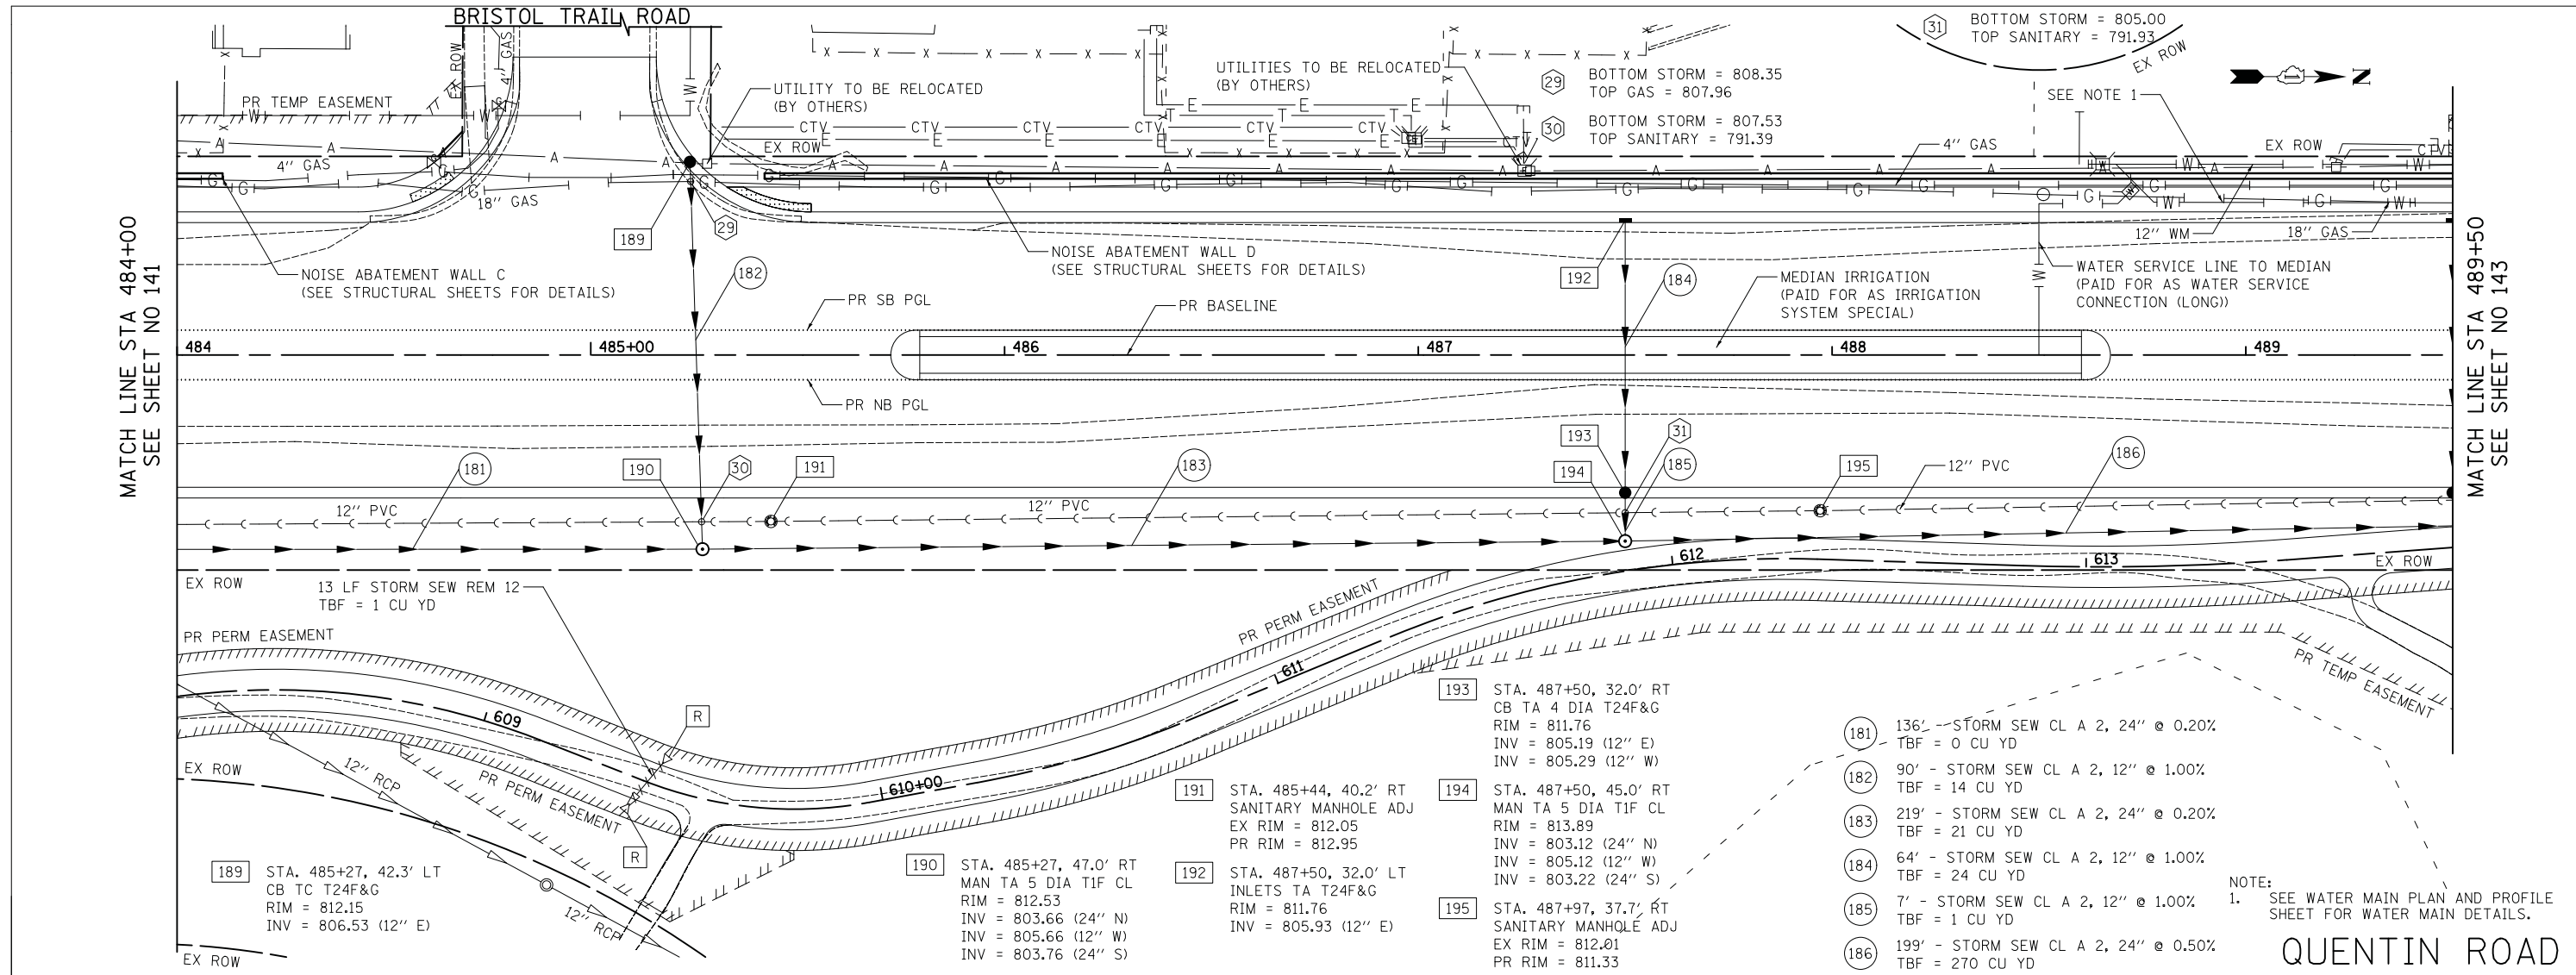 BRISTOL TRAIL ROAD
31
BOTTOM STORM = 805.00
TOP SANITARY = 791.93
EX ROW
EX ROW
4" GAS
PR TEMP EASEMENT
UTILITY TO BE RELOCATED
(BY OTHERS)
UTILITIES TO BE RELOCATED
(BY OTHERS)
29
BOTTOM STORM = 808.35
TOP GAS = 807.96
30
BOTTOM STORM = 807.53
TOP SANITARY = 791.39
SEE NOTE 1
N
CTV CTV CTV CTV CTV
EX ROW
4" GAS
EX ROW
4" GAS
18" GAS
189
29
192
12" WM
18" GAS
MATCH LINE STA 484+00
SEE SHEET NO 141
NOISE ABATEMENT WALL C
(SEE STRUCTURAL SHEETS FOR DETAILS)
182
NOISE ABATEMENT WALL D
(SEE STRUCTURAL SHEETS FOR DETAILS)
184
MEDIAN IRRIGATION
(PAID FOR AS IRRIGATION
SYSTEM SPECIAL)
WATER SERVICE LINE TO MEDIAN
(PAID FOR AS WATER SERVICE
CONNECTION (LONG))
MATCH LINE STA 489+50
SEE SHEET NO 143
PR SB PGL
PR BASELINE
484
485+00
486
487
488
489
PR NB PGL
181
190
30
191
183
193
194
31
185
195
12" PVC
186
12" PVC
12" PVC
EX ROW
13 LF STORM SEW REM 12
TBF = 1 CU YD
PR PERM EASEMENT
PR PERM EASEMENT
612
613
EX ROW
611
609
610+00
R
R
EX ROW
12" RCP
PR PERM EASEMENT
12" RCP
EX ROW
PR TEMP EASEMENT
189
STA. 485+27, 42.3' LT
CB TC T24F&G
RIM = 812.15
INV = 806.53 (12" E)
190
STA. 485+27, 47.0' RT
MAN TA 5 DIA T1F CL
RIM = 812.53
INV = 803.66 (24" N)
INV = 805.66 (12" W)
INV = 803.76 (24" S)
191
STA. 485+44, 40.2' RT
SANITARY MANHOLE ADJ
EX RIM = 812.05
PR RIM = 812.95
192
STA. 487+50, 32.0' LT
INLETS TA T24F&G
RIM = 811.76
INV = 805.93 (12" E)
193
STA. 487+50, 32.0' RT
CB TA 4 DIA T24F&G
RIM = 811.76
INV = 805.19 (12" E)
INV = 805.29 (12" W)
194
STA. 487+50, 45.0' RT
MAN TA 5 DIA T1F CL
RIM = 813.89
INV = 803.12 (24" N)
INV = 805.12 (12" W)
INV = 803.22 (24" S)
195
STA. 487+97, 37.7' RT
SANITARY MANHOLE ADJ
EX RIM = 812.01
PR RIM = 811.33
181
136' - STORM SEW CL A 2, 24" @ 0.20%
TBF = 0 CU YD
182
90' - STORM SEW CL A 2, 12" @ 1.00%
TBF = 14 CU YD
183
219' - STORM SEW CL A 2, 24" @ 0.20%
TBF = 21 CU YD
184
64' - STORM SEW CL A 2, 12" @ 1.00%
TBF = 24 CU YD
185
7' - STORM SEW CL A 2, 12" @ 1.00%
TBF = 1 CU YD
186
199' - STORM SEW CL A 2, 24" @ 0.50%
TBF = 270 CU YD
NOTE:
1. SEE WATER MAIN PLAN AND PROFILE
SHEET FOR WATER MAIN DETAILS.
QUENTIN ROAD